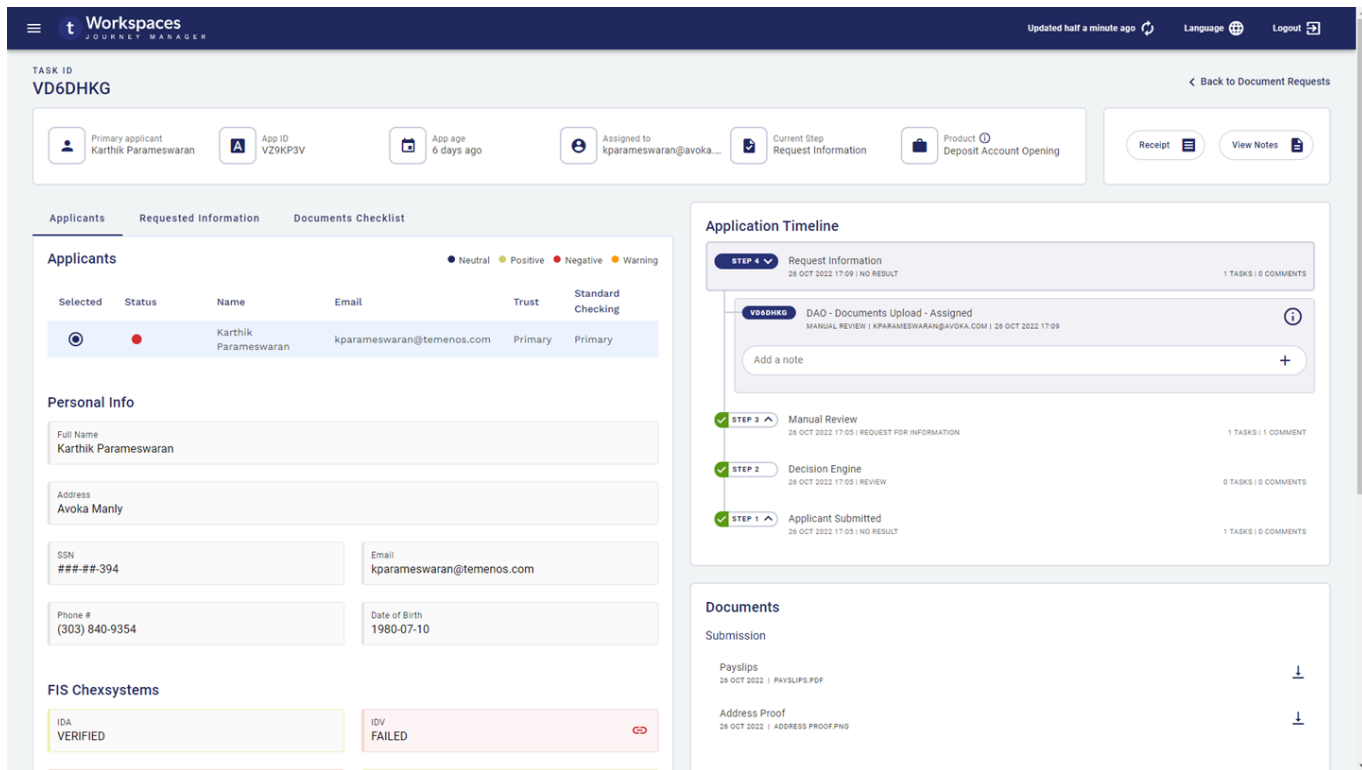 t Workspaces
JOURNEY MANAGER
Updated half a minute ago
Language
Logout
TASK ID
VD6DHKG
Back to Document Requests
Primary applicant
Karthik Parameswaran
App ID
VZ9KP3V
App age
6 days ago
Assigned to
kparameswaran@avoka....
Current Step
Request Information
Product
Deposit Account Opening
Receipt
View Notes
Applicants Requested Information Documents Checklist
Applicants
Neutral Positive Negative Warning
Selected Status Name Email Trust Standard
Checking
Karthik
Parameswaran
kparameswaran@temenos.com Primary Primary
Personal Info
Full Name
Karthik Parameswaran
Address
Avoka Manly
SSN
###-##-394
Email
kparameswaran@temenos.com
Phone #
(303) 840-9354
Date of Birth
1980-07-10
FIS Chexsystems
IDA
VERIFIED
IDV
FAILED
Application Timeline
STEP 4 Request Information
26 OCT 2022 17:09 | NO RESULT 1 TASKS | 0 COMMENTS
VD6DHKG DAO - Documents Upload - Assigned
MANUAL REVIEW | KPARAMESWARAN@AVOKA.COM | 26 OCT 2022 17:09
Add a note
STEP 3 Manual Review
26 OCT 2022 17:05 | REQUEST FOR INFORMATION 1 TASKS | 1 COMMENT
STEP 2 Decision Engine
26 OCT 2022 17:05 | REVIEW 0 TASKS | 0 COMMENTS
STEP 1 Applicant Submitted
26 OCT 2022 17:05 | NO RESULT 1 TASKS | 0 COMMENTS
Documents
Submission
Payslips
26 OCT 2022 | PAYSLIPS.PDF
Address Proof
26 OCT 2022 | ADDRESS PROOF.PNG